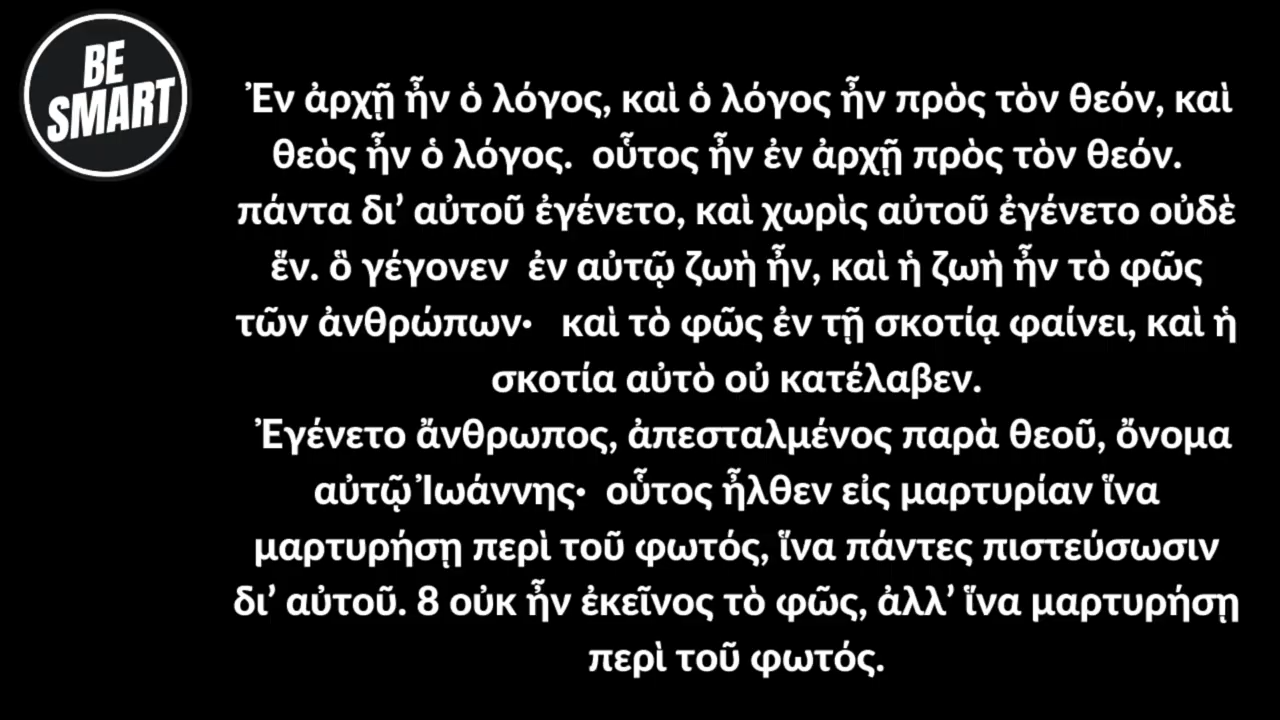 BE
SMART
Ἐν ἀρχῇ ἦν ὁ λόγος, καὶ ὁ λόγος ἦν πρὸς τὸν θεόν, καὶ
θεὸς ἦν ὁ λόγος. οὗτος ἦν ἐν ἀρχῇ πρὸς τὸν θεόν.
πάντα δι’ αὐτοῦ ἐγένετο, καὶ χωρὶς αὐτοῦ ἐγένετο οὐδὲ
ἕν. ὃ γέγονεν ἐν αὐτῷ ζωὴ ἦν, καὶ ἡ ζωὴ ἦν τὸ φῶς
τῶν ἀνθρώπων· καὶ τὸ φῶς ἐν τῇ σκοτίᾳ φαίνει, καὶ ἡ
σκοτία αὐτὸ οὐ κατέλαβεν.
Ἐγένετο ἄνθρωπος, ἀπεσταλμένος παρὰ θεοῦ, ὄνομα
αὐτῷ Ἰωάννης· οὗτος ἦλθεν εἰς μαρτυρίαν ἵνα
μαρτυρήσῃ περὶ τοῦ φωτός, ἵνα πάντες πιστεύσωσιν
δι’ αὐτοῦ. 8 οὐκ ἦν ἐκεῖνος τὸ φῶς, ἀλλ’ ἵνα μαρτυρήσῃ
περὶ τοῦ φωτός.